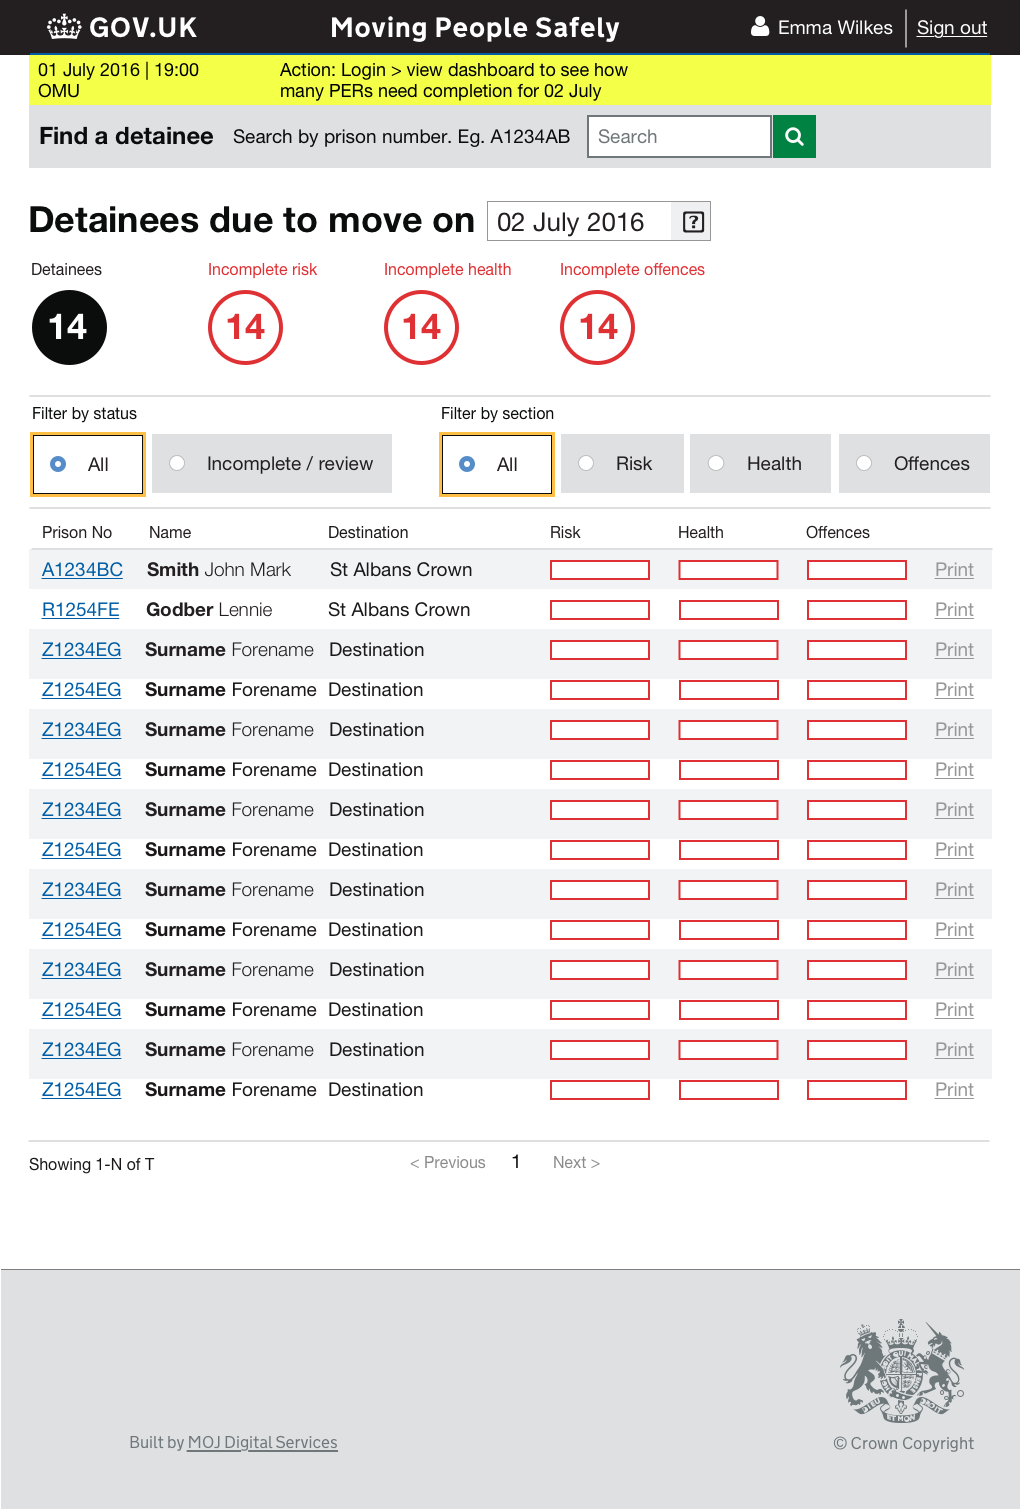 GOV.UK Moving People Safely Emma Wilkes Sign out
01 July 2016 | 19:00 Action: Login > view dashboard to see how
OMU many PERs need completion for 02 July
Find a detainee Search by prison number. Eg. A1234AB Search
Detainees due to move on 02 July 2016 ?
Detainees Incomplete risk Incomplete health Incomplete offences
14 14 14 14
Filter by status Filter by section
All Incomplete / review All Risk Health Offences
Prison No Name Destination Risk Health Offences
A1234BC Smith John Mark St Albans Crown Print
R1254FE Godber Lennie St Albans Crown Print
Z1234EG Surname Forename Destination Print
Z1254EG Surname Forename Destination Print
Z1234EG Surname Forename Destination Print
Z1254EG Surname Forename Destination Print
Z1234EG Surname Forename Destination Print
Z1254EG Surname Forename Destination Print
Z1234EG Surname Forename Destination Print
Z1254EG Surname Forename Destination Print
Z1234EG Surname Forename Destination Print
Z1254EG Surname Forename Destination Print
Z1234EG Surname Forename Destination Print
Z1254EG Surname Forename Destination Print
Showing 1-N of T < Previous 1 Next >
Built by MOJ Digital Services © Crown Copyright